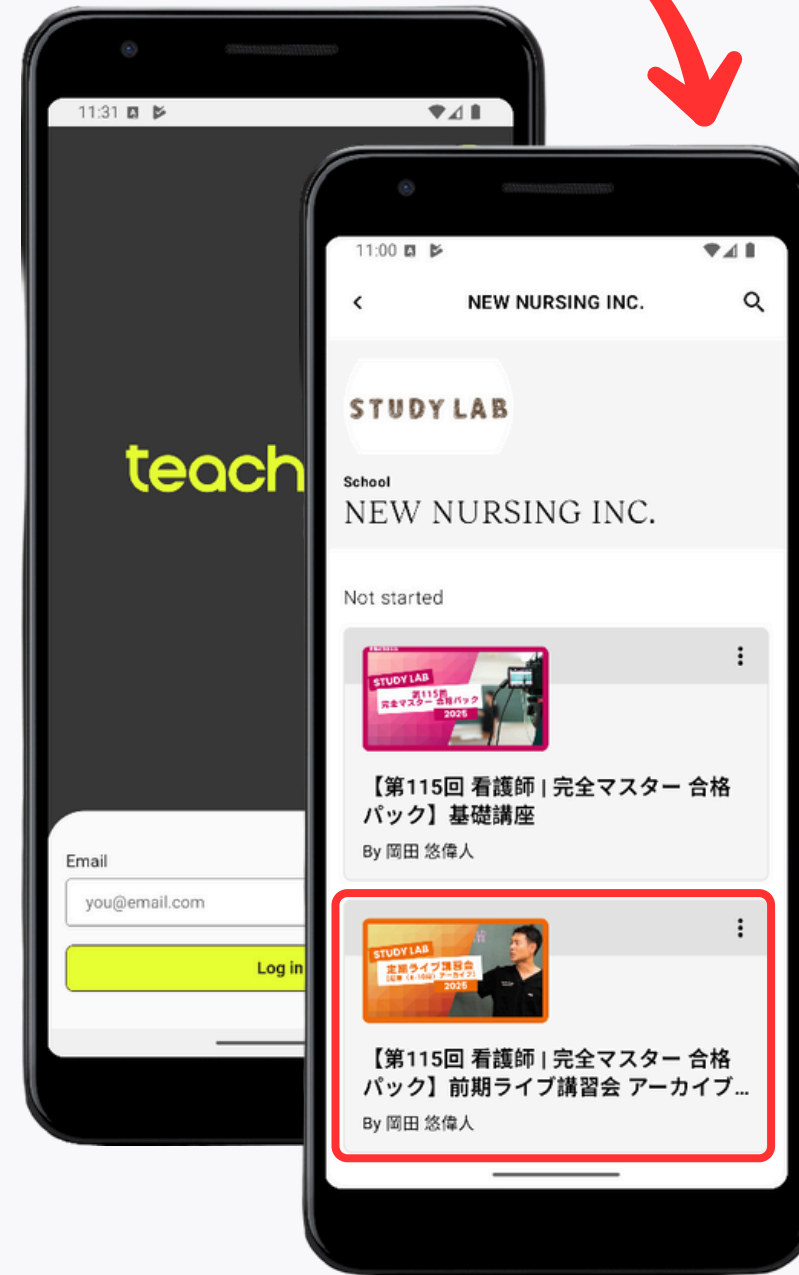 11:31
teach
Email
you@email.com
Log in
11:00
NEW NURSING INC.
STUDY LAB
School
NEW NURSING INC.
Not started
STUDY LAB
第115回
完全マスター 合格パック
2025
【第115回 看護師 | 完全マスター 合格
パック】基礎講座
By 岡田 悠偉人
STUDY LAB
定期ライブ講習会
2025
【第115回 看護師 | 完全マスター 合格
パック】前期ライブ講習会 アーカイブ...
By 岡田 悠偉人